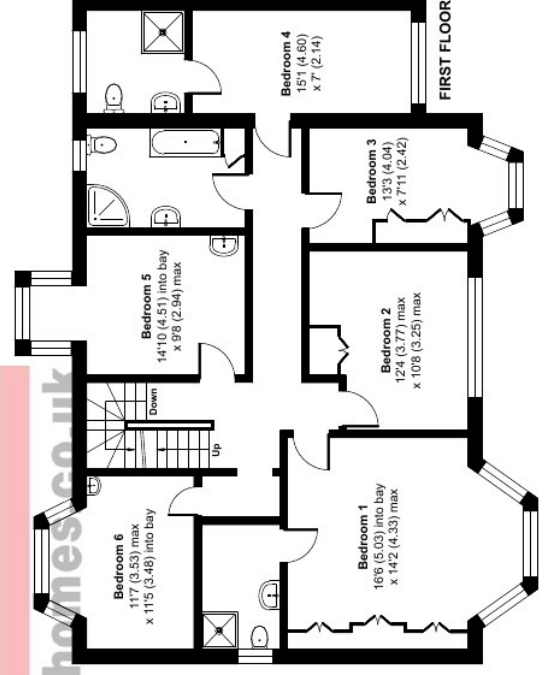 FIRST FLOOR
Bedroom 4
15'1 (4.60)
x 7' (2.14)
Bedroom 3
13'3 (4.04)
x 7'11 (2.42)
Bedroom 5
14'10 (4.51) into bay
x 9'8 (2.94) max
Bedroom 2
12'4 (3.77) max
x 10'8 (3.25) max
Down
Up
Bedroom 6
11'7 (3.53) max
x 11'5 (3.48) into bay
Bedroom 1
16'6 (5.03) into bay
x 14'2 (4.33) max
homes.co.uk